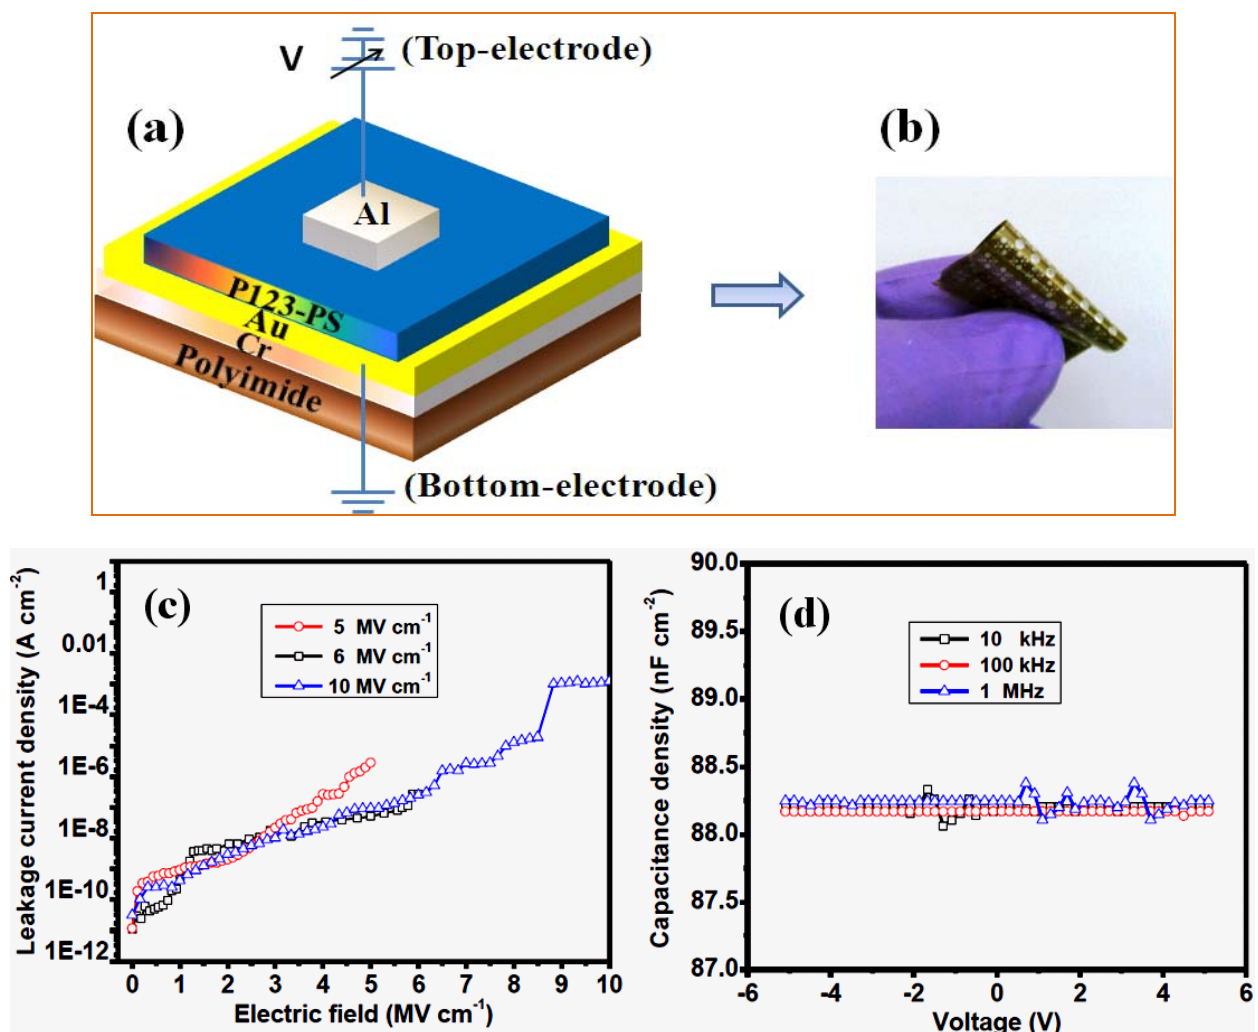 (Top-electrode)
V
(a)
(b)
Al
P123-PS
Au
Cr
Polyimide
(Bottom-electrode)
(c)
5 MV cm⁻¹
6 MV cm⁻¹
10 MV cm⁻¹
Leakage current density (A cm⁻²)
1
0.01
1E-4
1E-6
1E-8
1E-10
1E-12
0 1 2 3 4 5 6 7 8 9 10
Electric field (MV cm⁻¹)
(d)
10 kHz
100 kHz
1 MHz
Capacitance density (nF cm⁻²)
90.0
89.5
89.0
88.5
88.0
87.5
87.0
-6 -4 -2 0 2 4 6
Voltage (V)